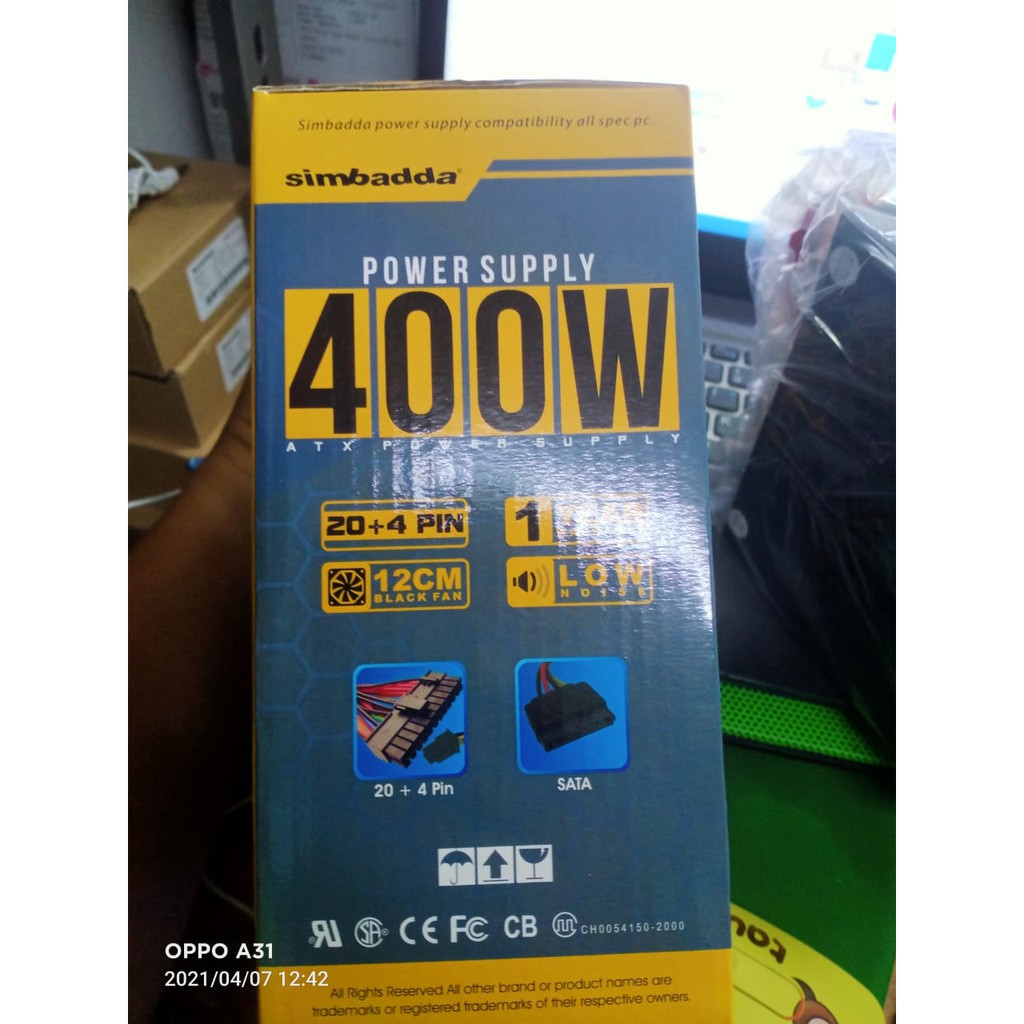 Simbadda power supply compatibility all spec pc.
simbadda®
POWER SUPPLY
400W
ATX POWER SUPPLY
20+4 PIN
1 YEAR
12CM
BLACK FAN
LOW
NOISE
20 + 4 Pin
SATA
CE FC CB CH0054150-2000
OPPO A31
2021/04/07 12:42
All Rights Reserved All other brand or product names are
trademarks or registered trademarks of their respective owners.
tau